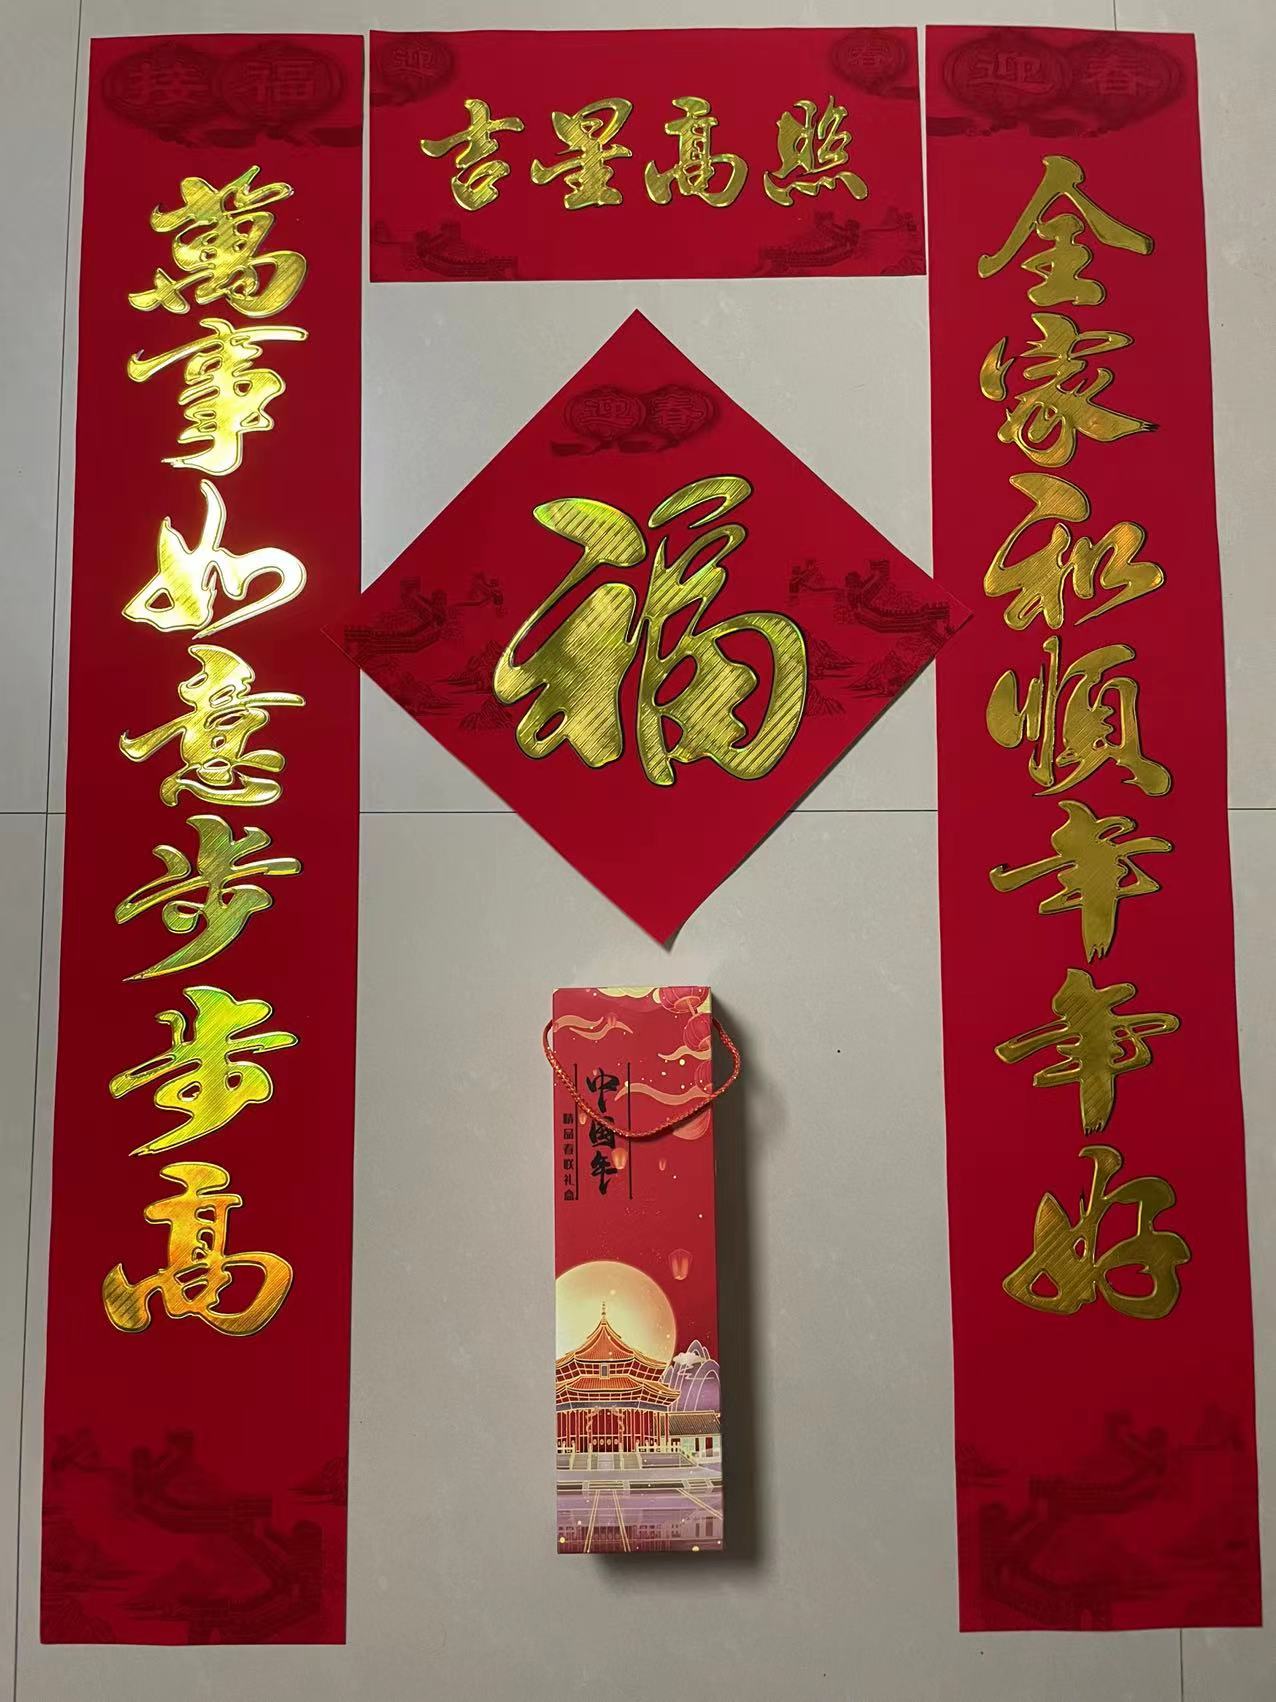 迎春
吉星高照
迎春
全家和順年年好
接福
萬事如意步步高
迎春
福
中国年
精品春联礼盒